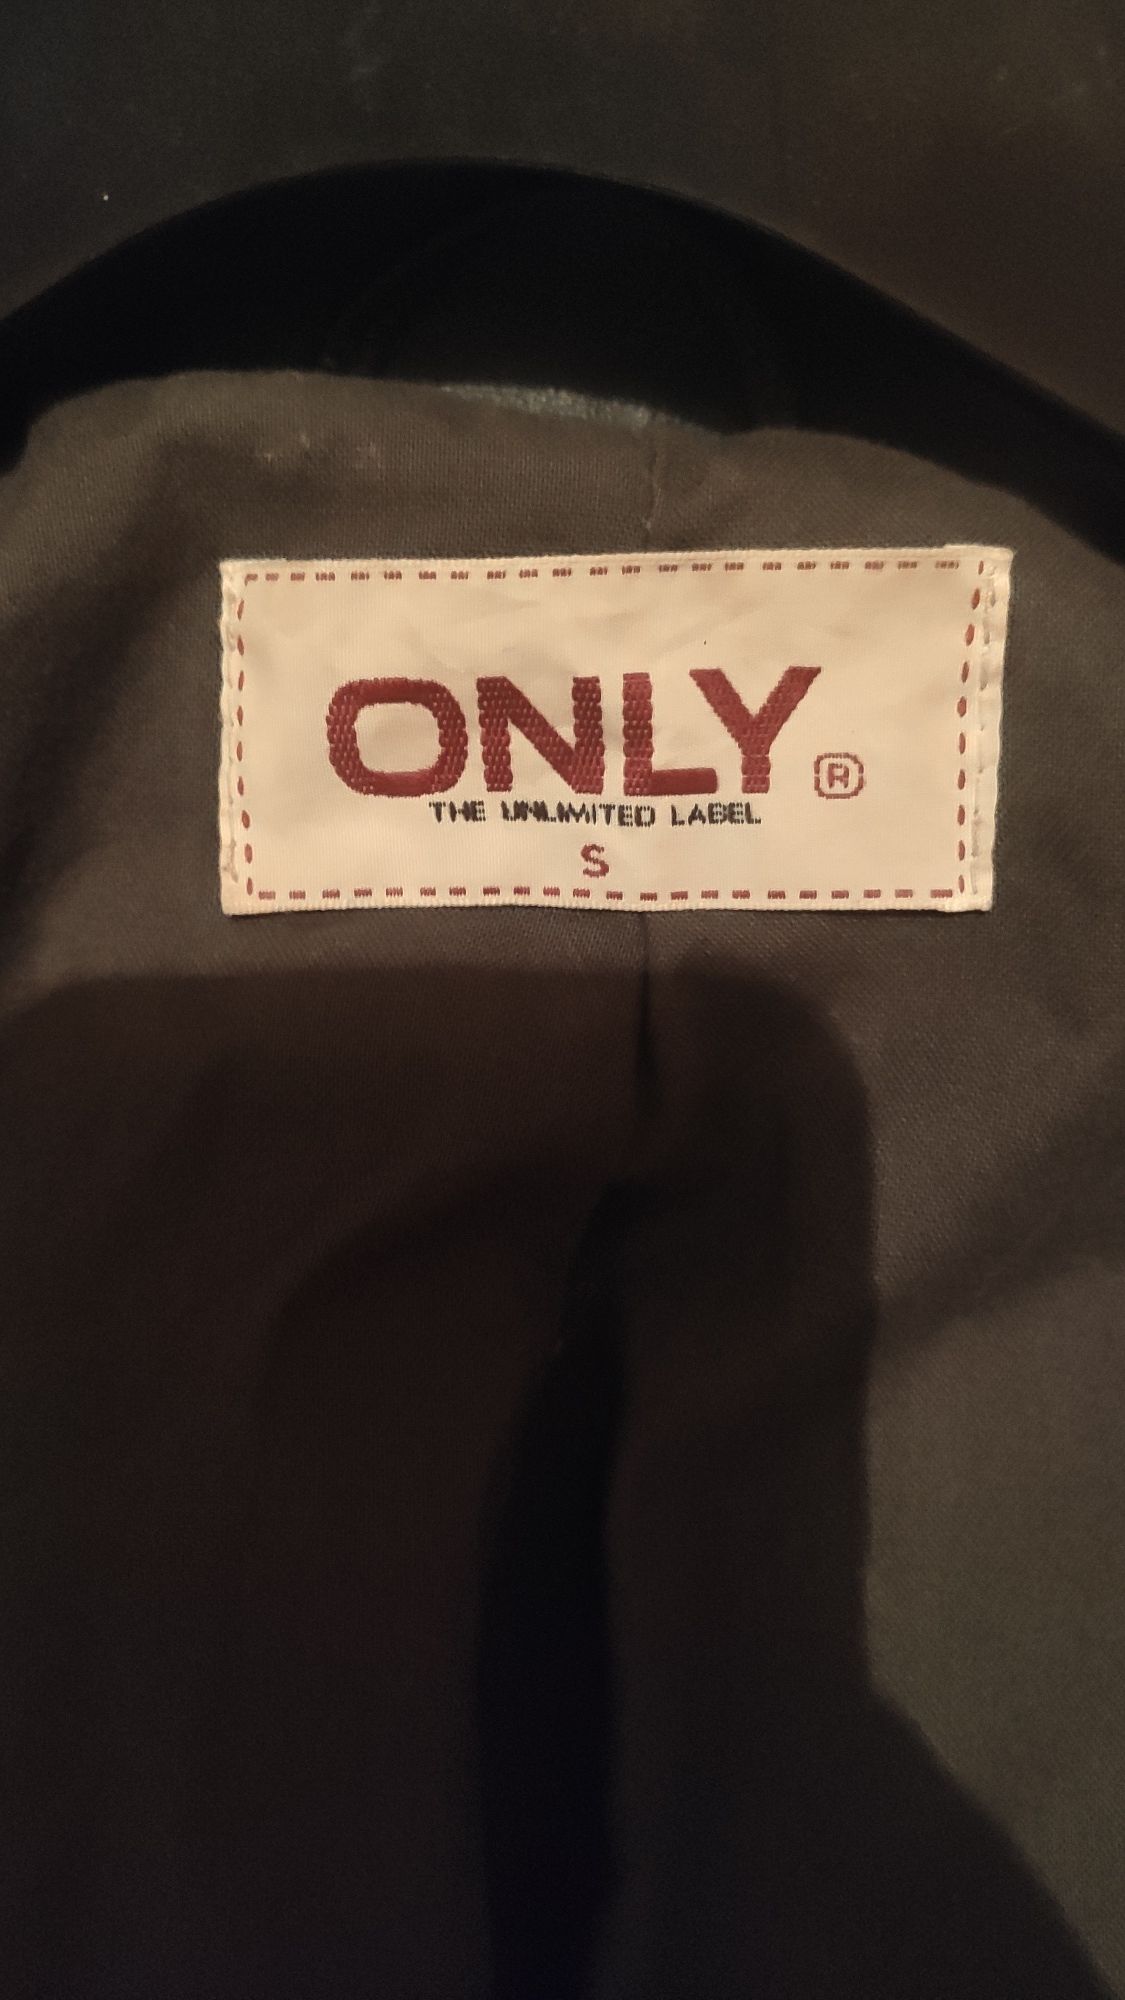 ONLY ®
THE UNLIMITED LABEL
S